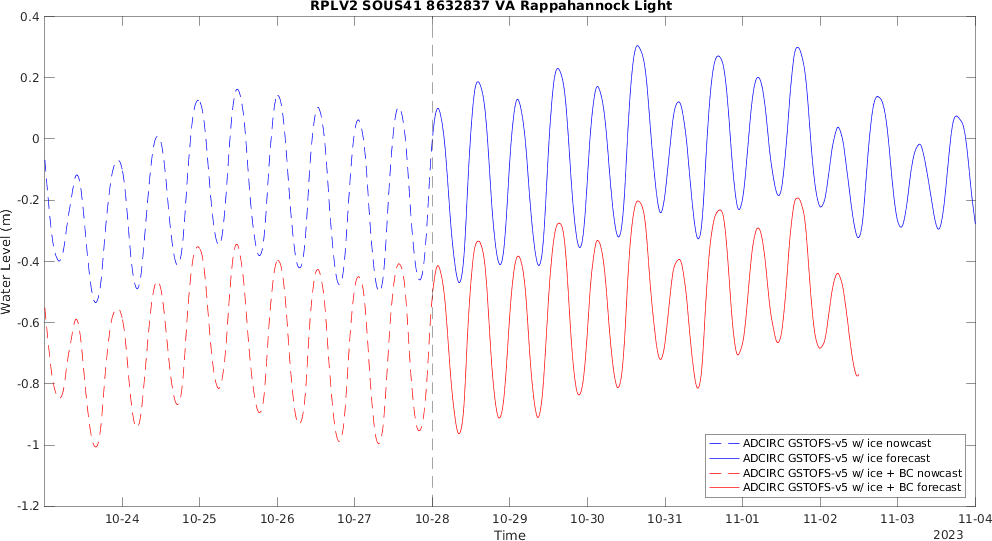 RPLV2 SOUS41 8632837 VA Rappahannock Light
0.4
0.2
0
-0.2
-0.4
-0.6
-0.8
-1
-1.2
Water Level (m)
ADCIRC GSTOFS-v5 w/ ice nowcast
ADCIRC GSTOFS-v5 w/ ice forecast
ADCIRC GSTOFS-v5 w/ ice + BC nowcast
ADCIRC GSTOFS-v5 w/ ice + BC forecast
10-24 10-25 10-26 10-27 10-28 10-29 10-30 10-31 11-01 11-02 11-03 11-04
Time
2023